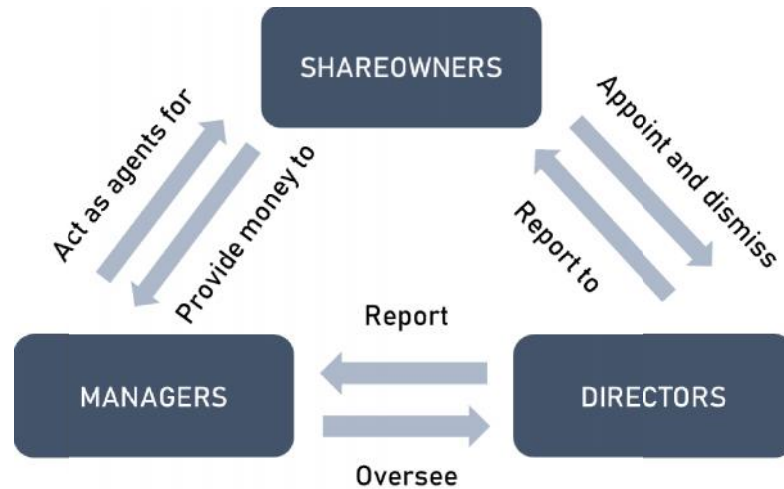 SHAREOWNERS
Act as agents for
Provide money to
Appoint and dismiss
Report to
Report
MANAGERS
DIRECTORS
Oversee